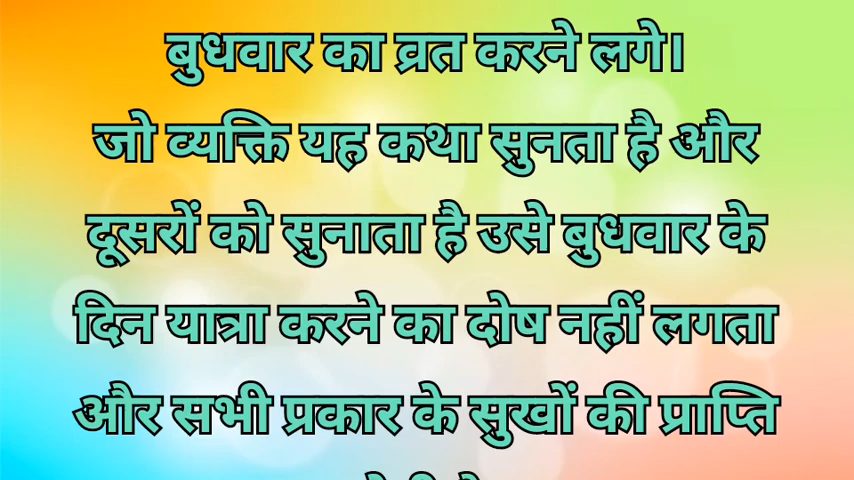 बुधवार का व्रत करने लगे।
जो व्यक्ति यह कथा सुनता है और
दूसरों को सुनाता है उसे बुधवार के
दिन यात्रा करने का दोष नहीं लगता
और सभी प्रकार के सुखों की प्राप्ति